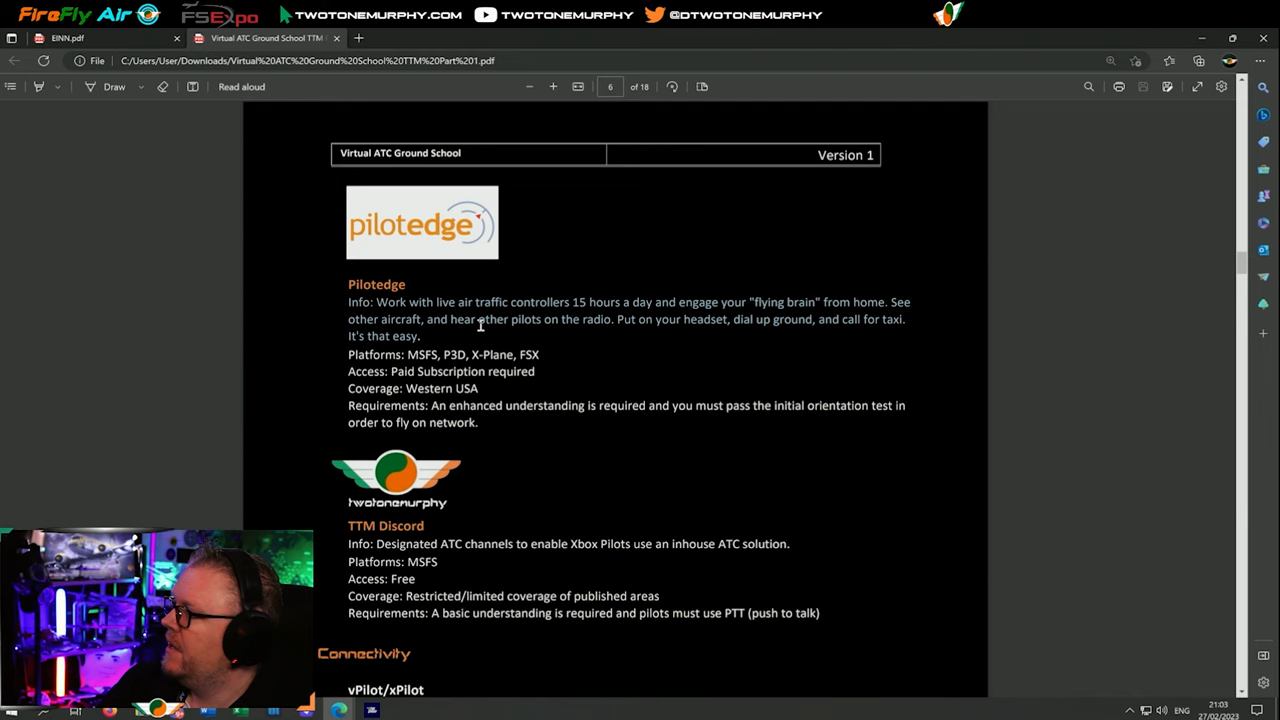 FireFly Air
FSExpo
TWOTONEMURPHY.COM
TWOTONEMURPHY
@DTWOTONEMURPHY
EINN.pdf
Virtual ATC Ground School TTM
File
C:/Users/User/Downloads/Virtual%20ATC%20Ground%20School%20TTM%20Part%201.pdf
Draw
Read aloud
6
of 18
Virtual ATC Ground School
Version 1
pilotedge
Pilotedge
Info: Work with live air traffic controllers 15 hours a day and engage your "flying brain" from home. See
other aircraft, and hear other pilots on the radio. Put on your headset, dial up ground, and call for taxi.
It's that easy.
Platforms: MSFS, P3D, X-Plane, FSX
Access: Paid Subscription required
Coverage: Western USA
Requirements: An enhanced understanding is required and you must pass the initial orientation test in
order to fly on network.
twotonemurphy
TTM Discord
Info: Designated ATC channels to enable Xbox Pilots use an inhouse ATC solution.
Platforms: MSFS
Access: Free
Coverage: Restricted/limited coverage of published areas
Requirements: A basic understanding is required and pilots must use PTT (push to talk)
Connectivity
vPilot/xPilot
ENG
21:03
27/02/2023